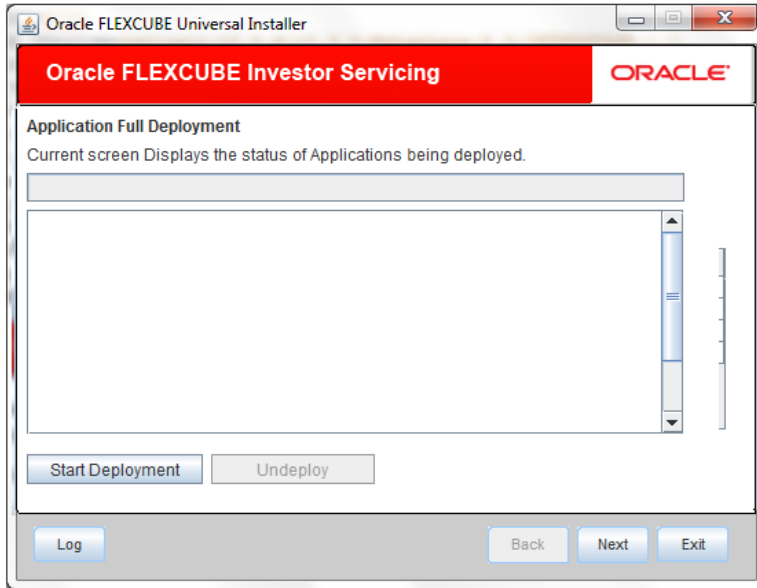 Oracle FLEXCUBE Universal Installer
Oracle FLEXCUBE Investor Servicing
ORACLE
Application Full Deployment
Current screen Displays the status of Applications being deployed.
Start Deployment Undeploy
Log Back Next Exit